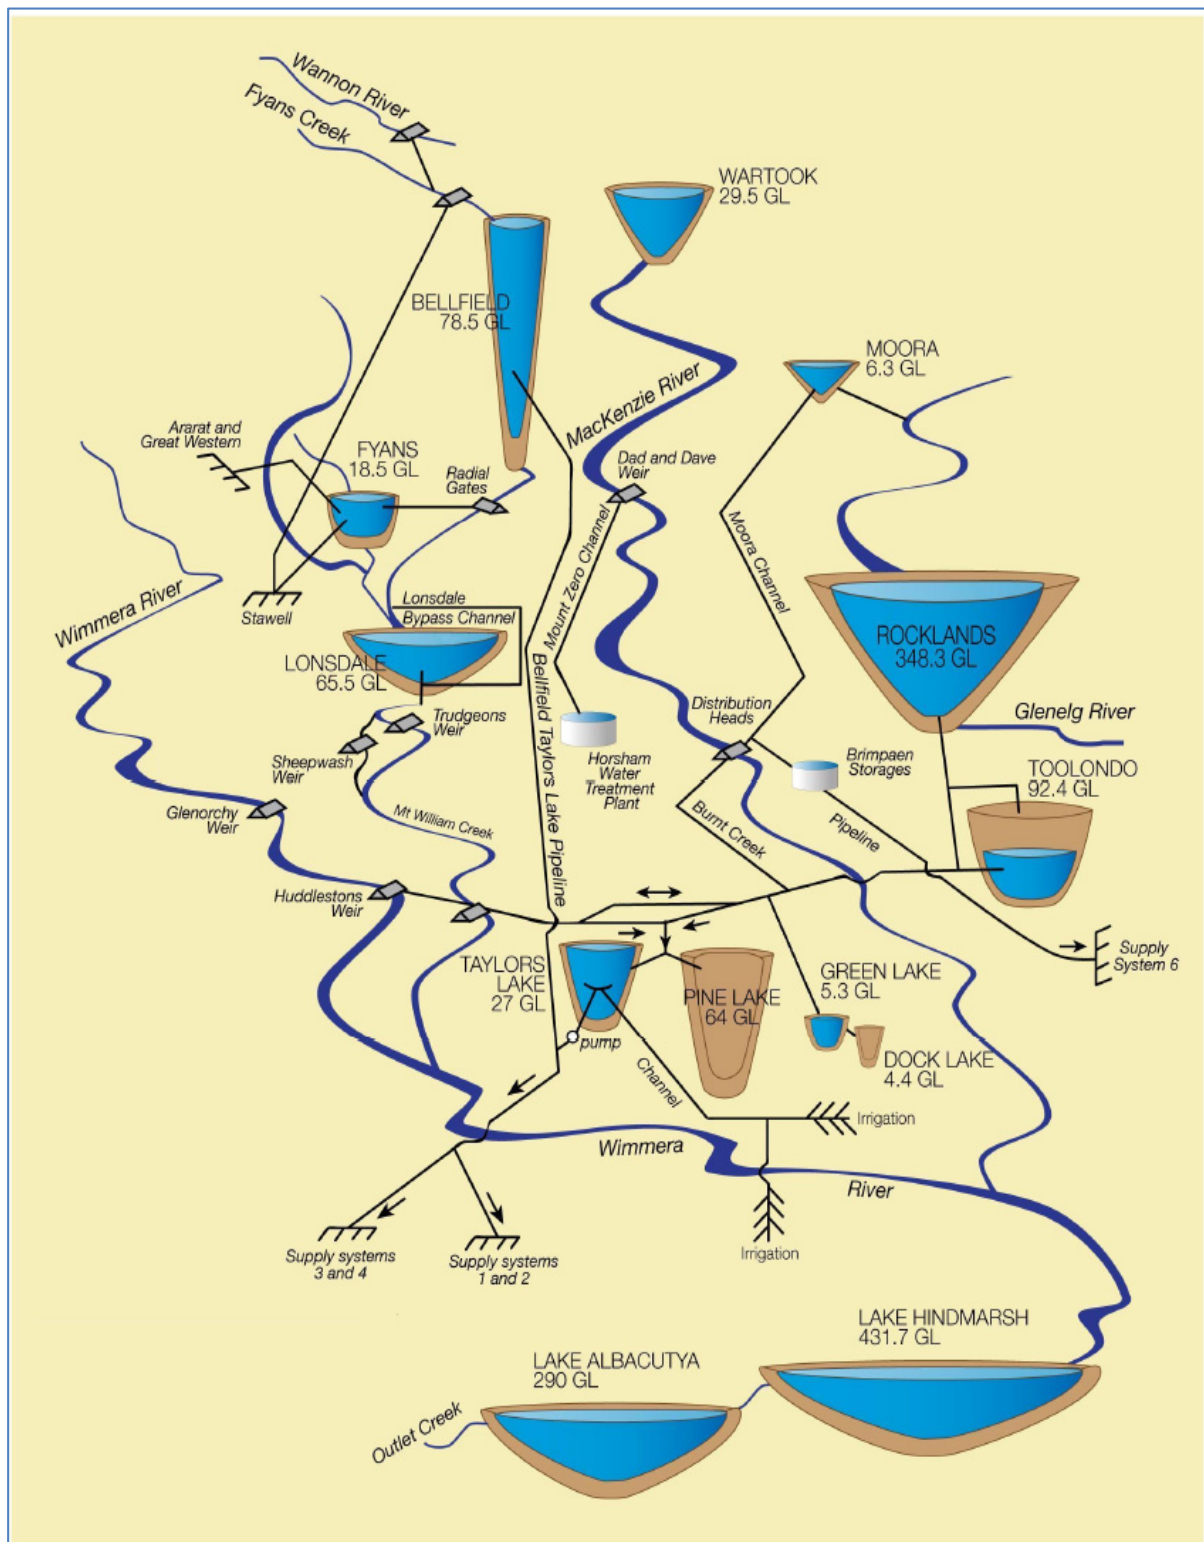 Wannon River
Fyans Creek
WARTOOK
29.5 GL
BELLFIELD
78.5 GL
MOORA
6.3 GL
MacKenzie River
Ararat and
Great Western
FYANS
18.5 GL
Radial
Gates
Dad and Dave
Weir
Moora Channel
Mount Zero Channel
Wimmera River
Stawell
Lonsdale
Bypass Channel
ROCKLANDS
348.3 GL
LONSDALE
65.5 GL
Bellfield Taylors Lake Pipeline
Distribution
Heads
Glenelg River
Trudgeons
Weir
Sheepwash
Weir
Horsham
Water
Treatment
Plant
Brimpaen
Storages
TOOLONDO
92.4 GL
Glenorchy
Weir
Mt William Creek
Burnt Creek
Pipeline
Huddlestons
Weir
TAYLORS
LAKE
27 GL
PINE LAKE
64 GL
GREEN LAKE
5.3 GL
Supply
System 6
pump
DOCK LAKE
4.4 GL
Channel
Irrigation
Wimmera
River
Irrigation
Supply systems
3 and 4
Supply systems
1 and 2
LAKE HINDMARSH
431.7 GL
LAKE ALBACUTYA
290 GL
Outlet Creek